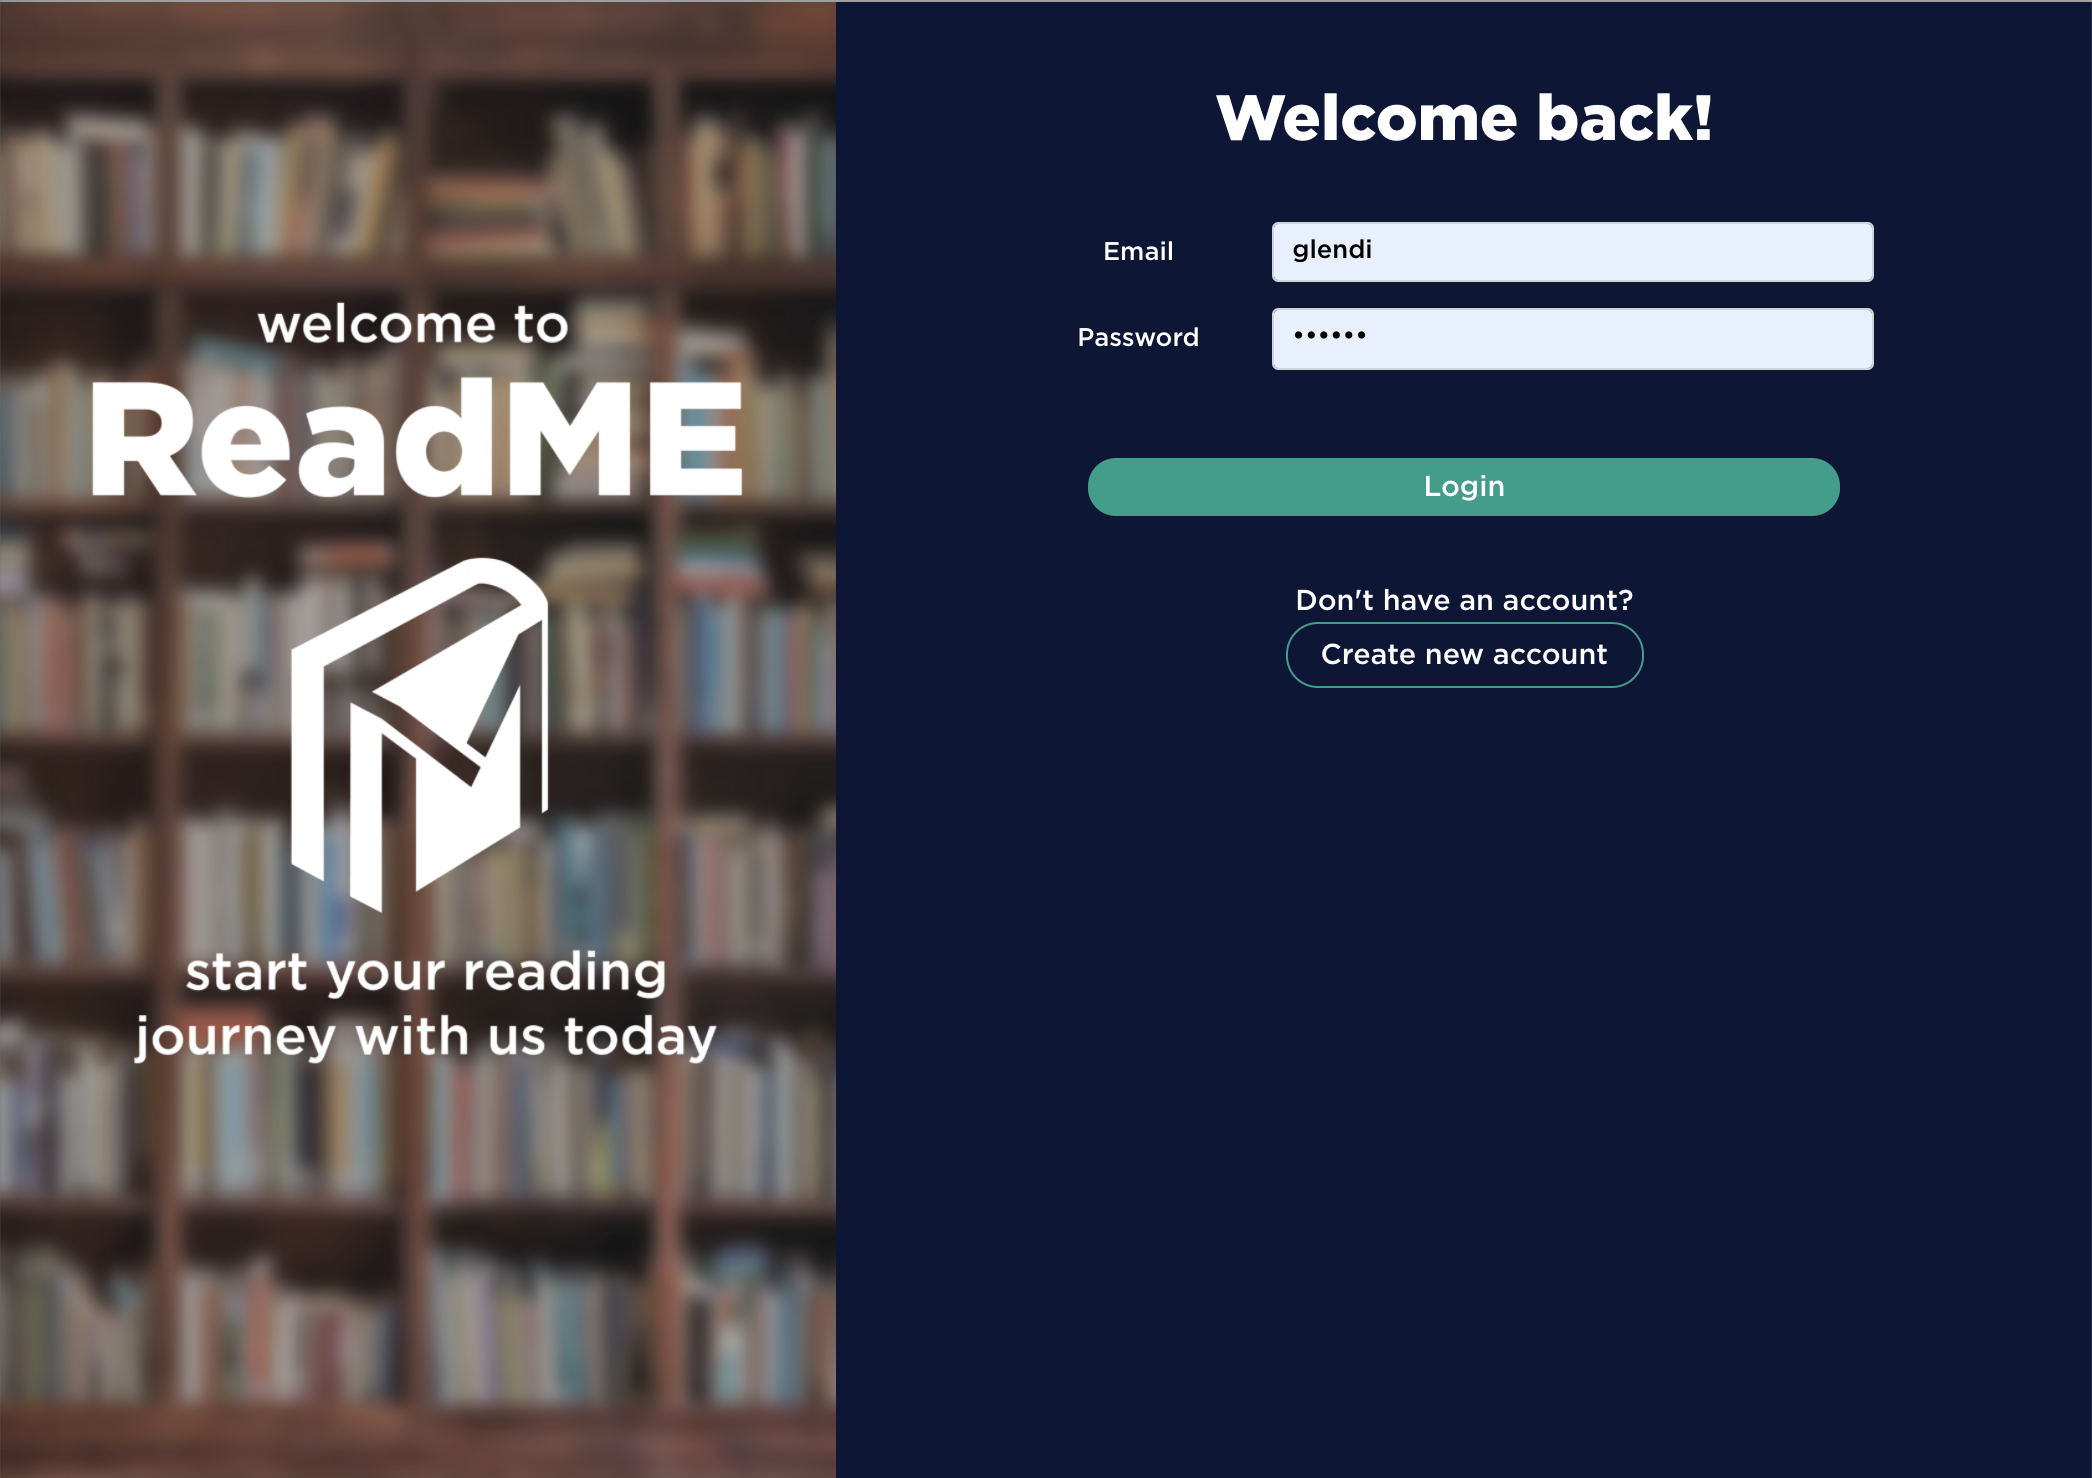 welcome to
ReadME
start your reading
journey with us today
Welcome back!
Email
glendi
Password
••••••
Login
Don't have an account?
Create new account